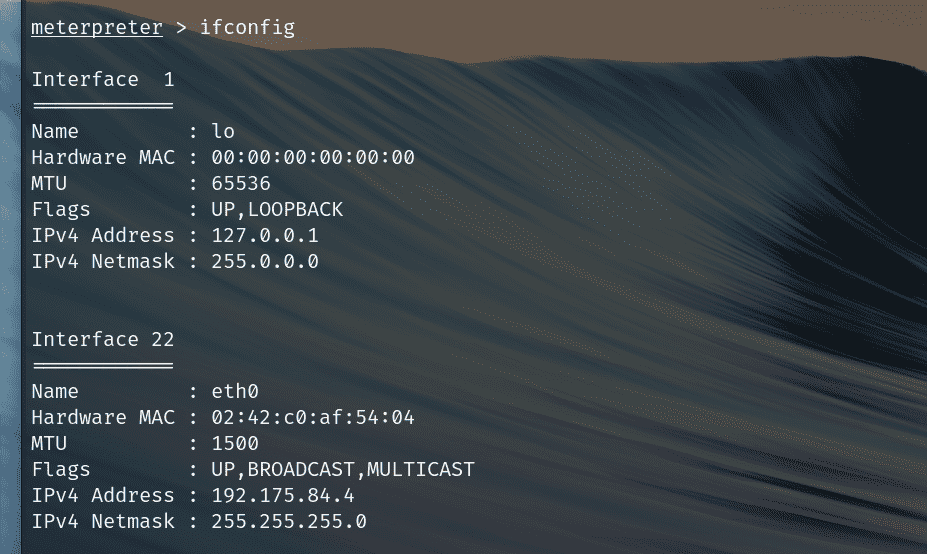 meterpreter > ifconfig
Interface  1
============
Name         : lo
Hardware MAC : 00:00:00:00:00:00
MTU          : 65536
Flags        : UP,LOOPBACK
IPv4 Address : 127.0.0.1
IPv4 Netmask : 255.0.0.0
Interface 22
============
Name         : eth0
Hardware MAC : 02:42:c0:af:54:04
MTU          : 1500
Flags        : UP,BROADCAST,MULTICAST
IPv4 Address : 192.175.84.4
IPv4 Netmask : 255.255.255.0